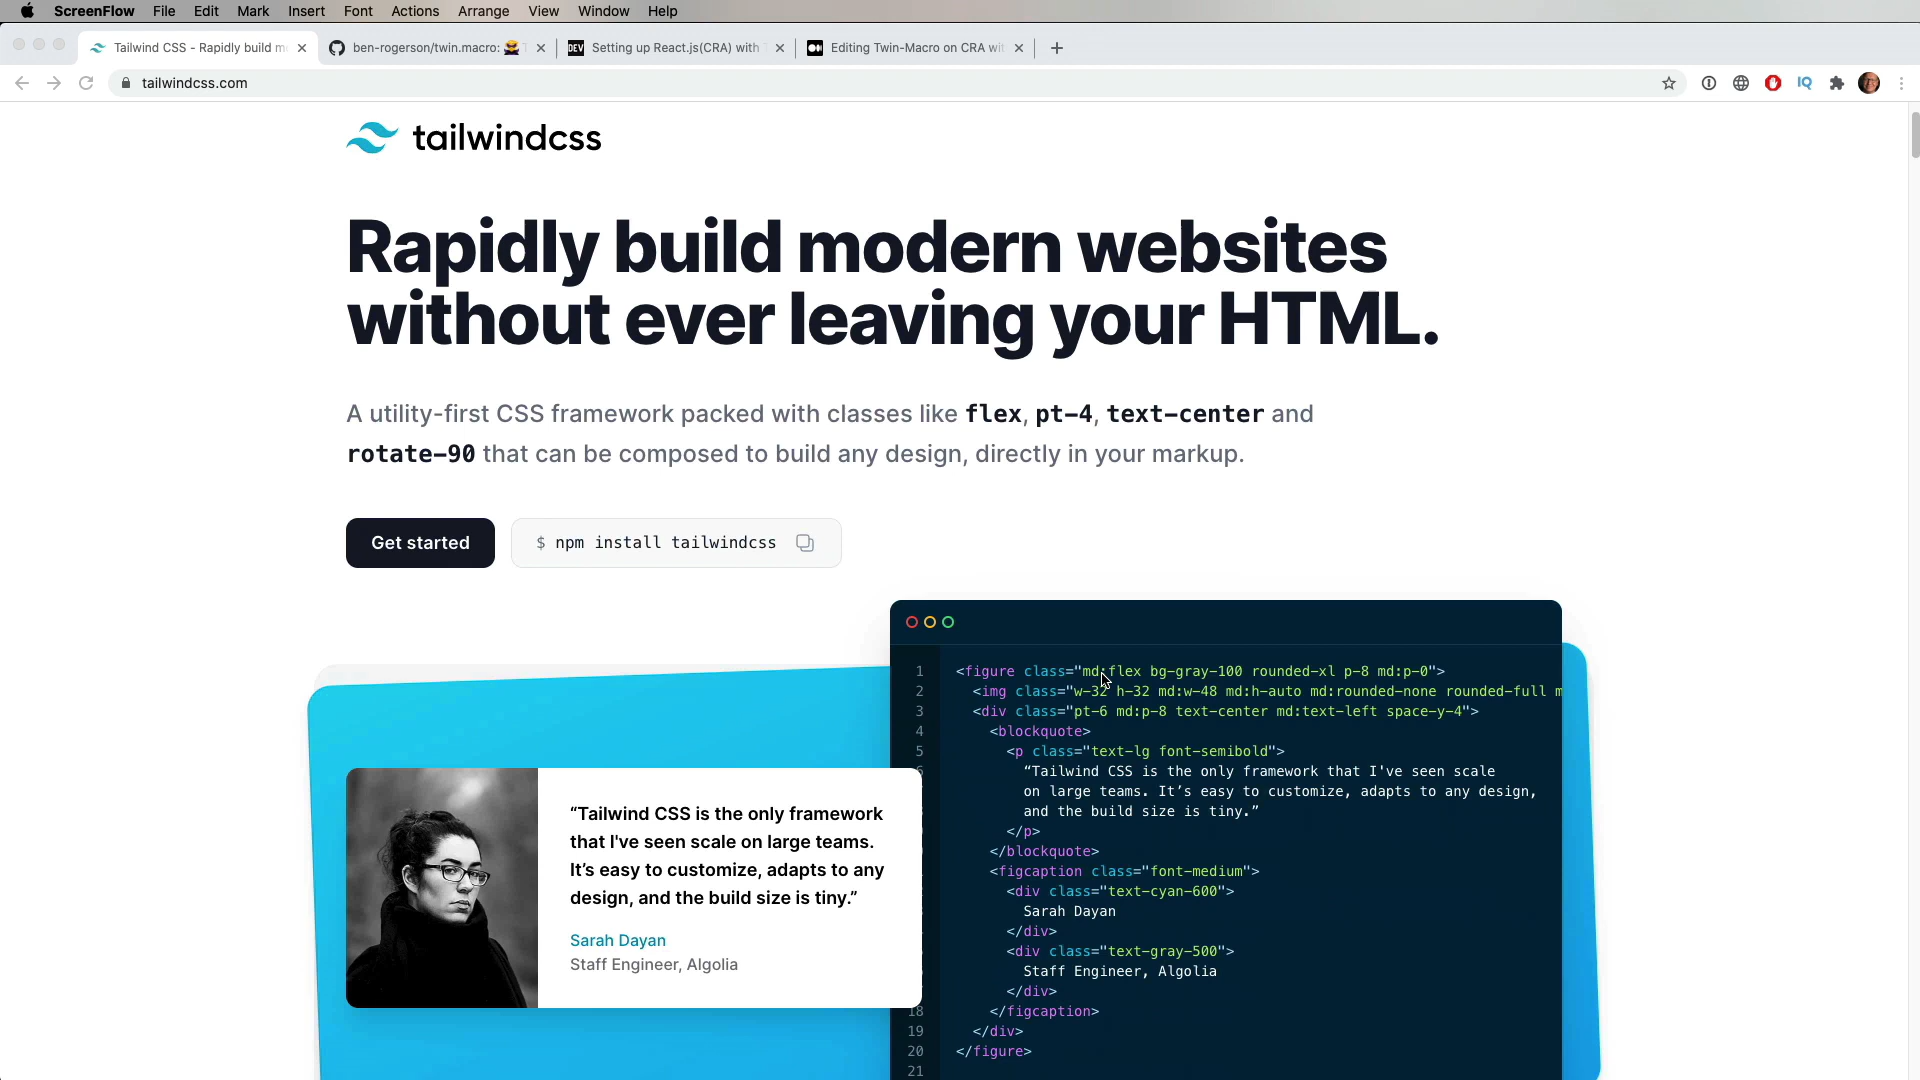 ScreenFlow File Edit Mark Insert Font Actions Arrange View Window Help
Tailwind CSS - Rapidly build m
ben-rogerson/twin.macro:
DEV Setting up React.js(CRA) with
Editing Twin-Macro on CRA wit
tailwindcss.com
IQ
tailwindcss
Rapidly build modern websites
without ever leaving your HTML.
A utility-first CSS framework packed with classes like flex, pt-4, text-center and
rotate-90 that can be composed to build any design, directly in your markup.
Get started
$ npm install tailwindcss
“Tailwind CSS is the only framework
that I've seen scale on large teams.
It’s easy to customize, adapts to any
design, and the build size is tiny.”
Sarah Dayan
Staff Engineer, Algolia
1 <figure class="md:flex bg-gray-100 rounded-xl p-8 md:p-0">
2 <img class="w-32 h-32 md:w-48 md:h-auto md:rounded-none rounded-full m
3 <div class="pt-6 md:p-8 text-center md:text-left space-y-4">
4 <blockquote>
5 <p class="text-lg font-semibold">
“Tailwind CSS is the only framework that I've seen scale
on large teams. It’s easy to customize, adapts to any design,
and the build size is tiny.”
</p>
</blockquote>
<figcaption class="font-medium">
<div class="text-cyan-600">
Sarah Dayan
</div>
<div class="text-gray-500">
Staff Engineer, Algolia
</div>
18 </figcaption>
19 </div>
20 </figure>
21